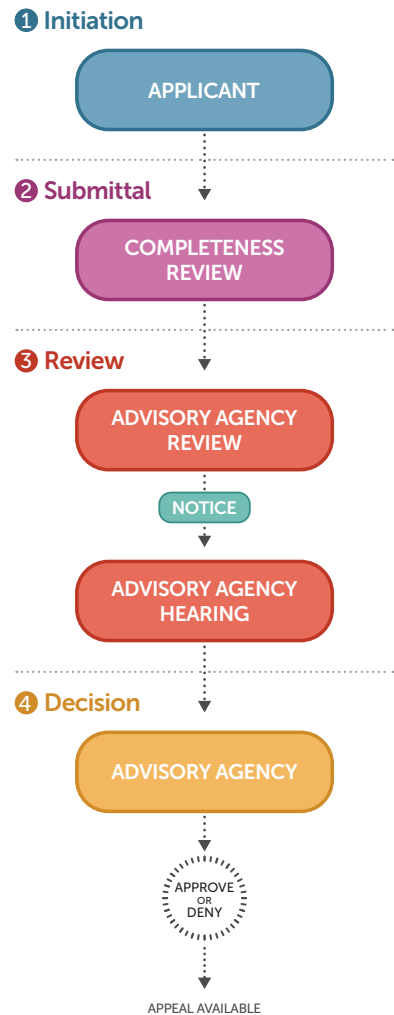 1 Initiation
APPLICANT
2 Submittal
COMPLETENESS
REVIEW
3 Review
ADVISORY AGENCY
REVIEW
NOTICE
ADVISORY AGENCY
HEARING
4 Decision
ADVISORY AGENCY
APPROVE
OR
DENY
APPEAL AVAILABLE